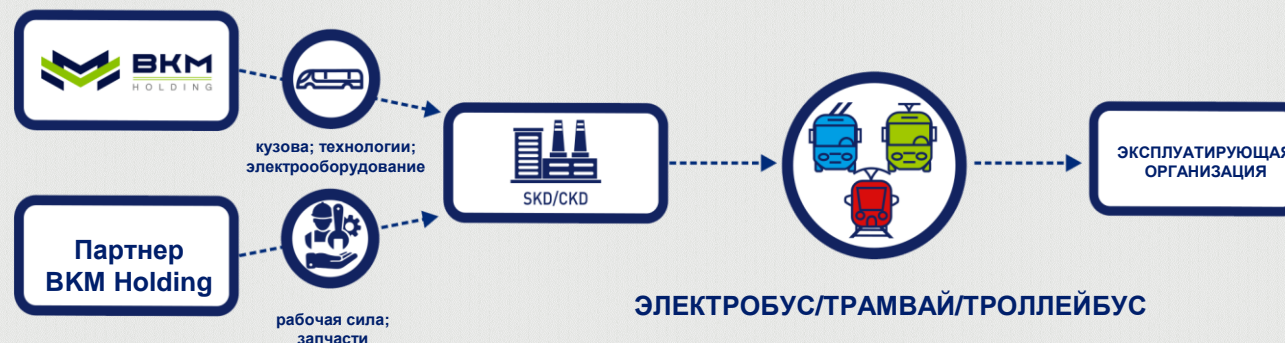 BKM
HOLDING
кузова; технологии;
электрооборудование
Партнер
BKM Holding
рабочая сила;
запчасти
SKD/CKD
ЭЛЕКТРОБУС/ТРАМВАЙ/ТРОЛЛЕЙБУС
ЭКСПЛУАТИРУЮЩАЯ
ОРГАНИЗАЦИЯ